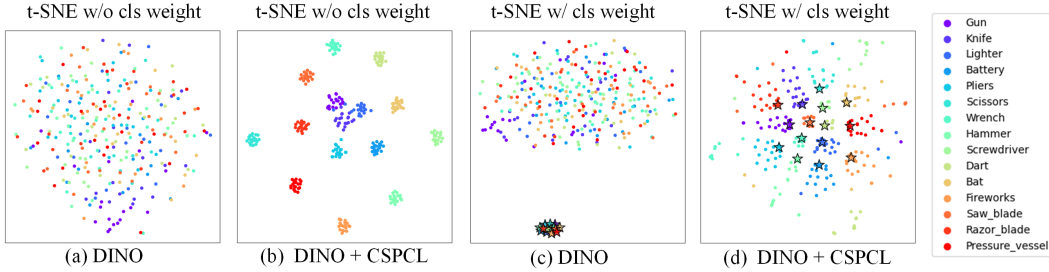 t-SNE w/o cls weight
t-SNE w/o cls weight
t-SNE w/ cls weight
t-SNE w/ cls weight
Gun
Knife
Lighter
Battery
Pliers
Scissors
Wrench
Hammer
Screwdriver
Dart
Bat
Fireworks
Saw_blade
Razor_blade
Pressure_vessel
(a) DINO
(b) DINO + CSPCL
(c) DINO
(d) DINO + CSPCL